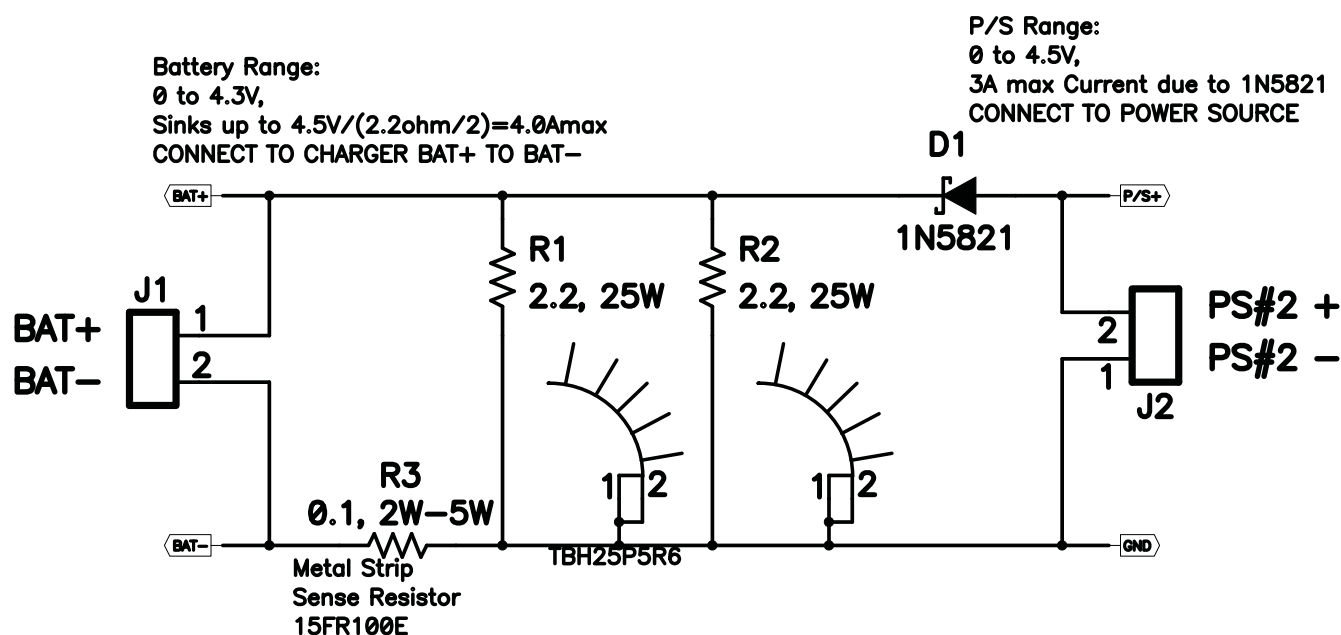 P/S Range:
0 to 4.5V,
3A max Current due to 1N5821
CONNECT TO POWER SOURCE
Battery Range:
0 to 4.3V,
Sinks up to 4.5V/(2.2ohm/2)=4.0Amax
CONNECT TO CHARGER BAT+ TO BAT-
D1
BAT+
P/S+
1N5821
R1
2.2, 25W
R2
2.2, 25W
J1
1
2
BAT+
BAT-
PS#2 +
PS#2 -
2
1
J2
R3
0.1, 2W-5W
1
2
1
2
BAT-
GND
TBH25P5R6
Metal Strip
Sense Resistor
15FR100E